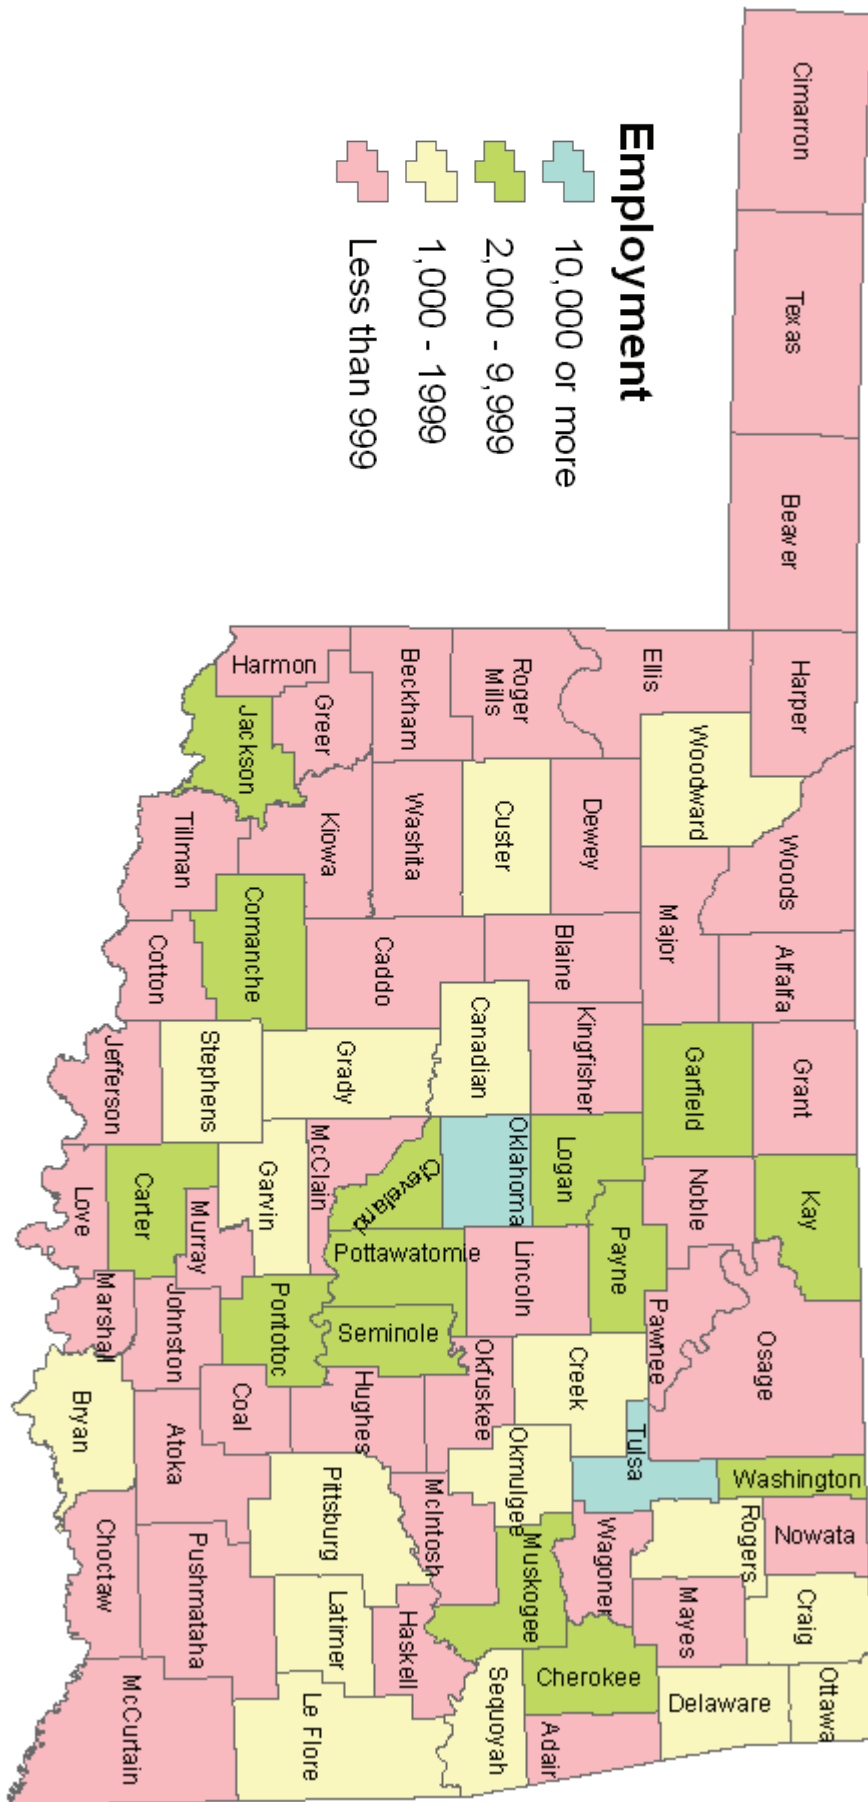 Cimarron
Texas
Beaver
Harper
Woods
Alfalfa
Grant
Kay
Osage
Washington
Nowata
Craig
Ottawa
Ellis
Woodward
Major
Garfield
Noble
Pawnee
Rogers
Mayes
Delaware
Roger
Mills
Dewey
Blaine
Kingfisher
Logan
Payne
Creek
Tulsa
Wagoner
Cherokee
Adair
Custer
Canadian
Oklahoma
Lincoln
Okfuskee
Okmulgee
Muskogee
Sequoyah
Beckham
Washita
Caddo
Grady
McClain
Cleveland
Pottawatomie
Seminole
Hughes
McIntosh
Haskell
Harmon
Greer
Kiowa
Jackson
Tillman
Comanche
Cotton
Stephens
Jefferson
Garvin
Murray
Carter
Love
Pontotoc
Johnston
Marshall
Coal
Atoka
Bryan
Pittsburg
Latimer
Le Flore
Pushmataha
Choctaw
McCurtain
Employment
10,000 or more
2,000 - 9,999
1,000 - 1999
Less than 999